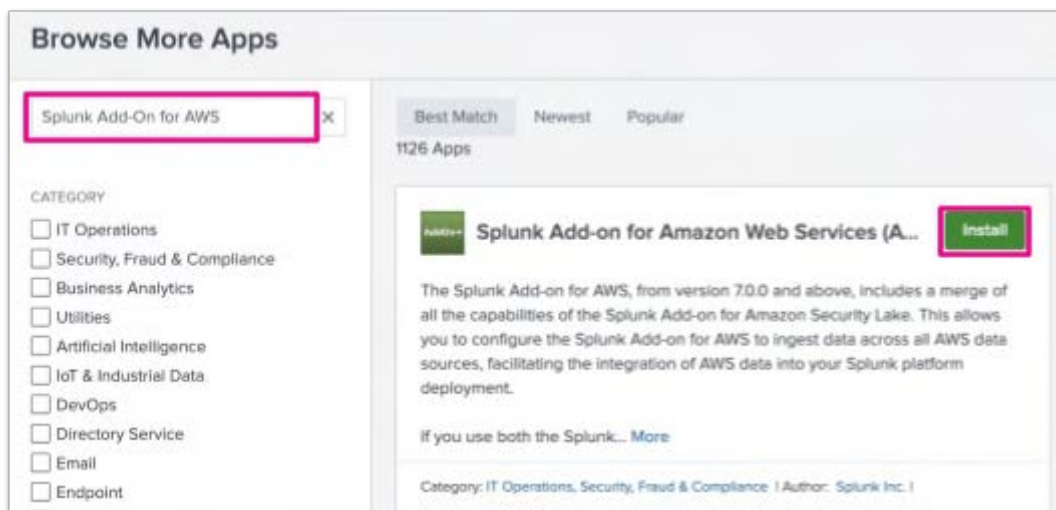 Browse More Apps
Splunk Add-On for AWS
CATEGORY
IT Operations
Security, Fraud & Compliance
Business Analytics
Utilities
Artificial Intelligence
IoT & Industrial Data
DevOps
Directory Service
Email
Endpoint
Best Match Newest Popular
1126 Apps
Splunk Add-on for Amazon Web Services (A...
Install
The Splunk Add-on for AWS, from version 7.0.0 and above, includes a merge of
all the capabilities of the Splunk Add-on for Amazon Security Lake. This allows
you to configure the Splunk Add-on for AWS to ingest data across all AWS data
sources, facilitating the integration of AWS data into your Splunk platform
deployment.
If you use both the Splunk... More
Category: IT Operations, Security, Fraud & Compliance | Author: Splunk Inc. |